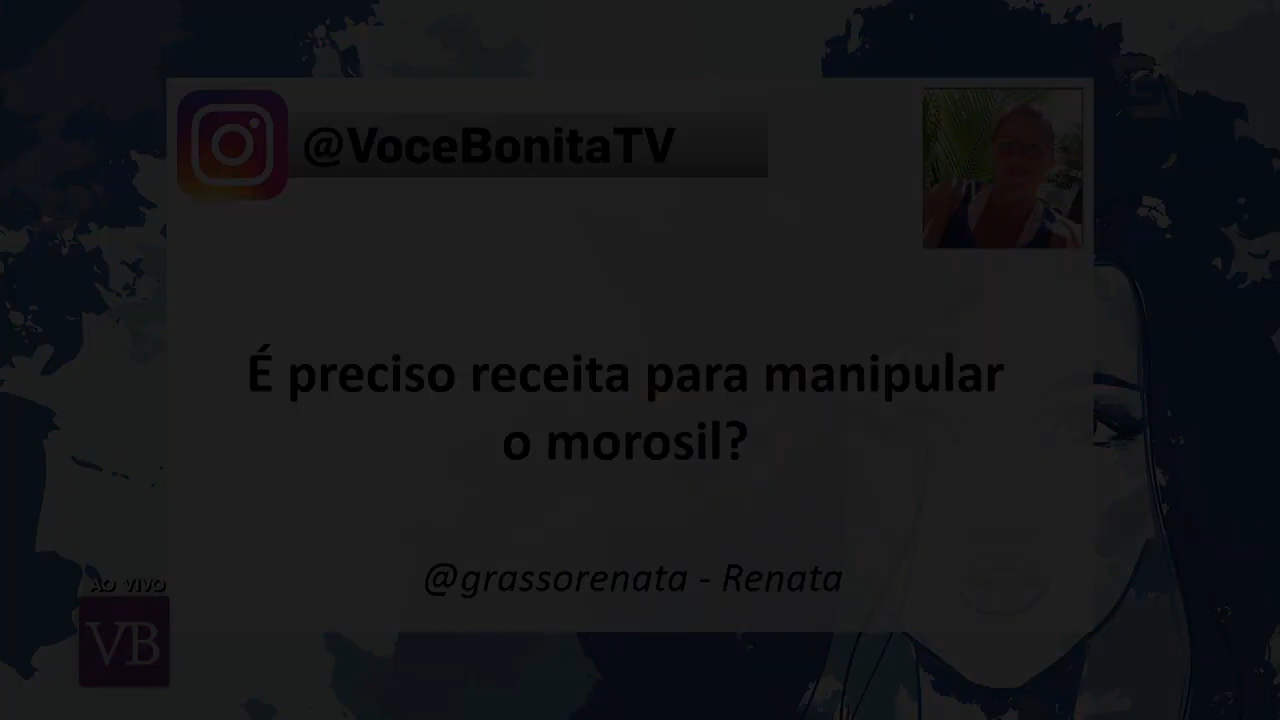 @VoceBonitaTV
É preciso receita para manipular
o morosil?
@grassorenata - Renata
AO VIVO
VB